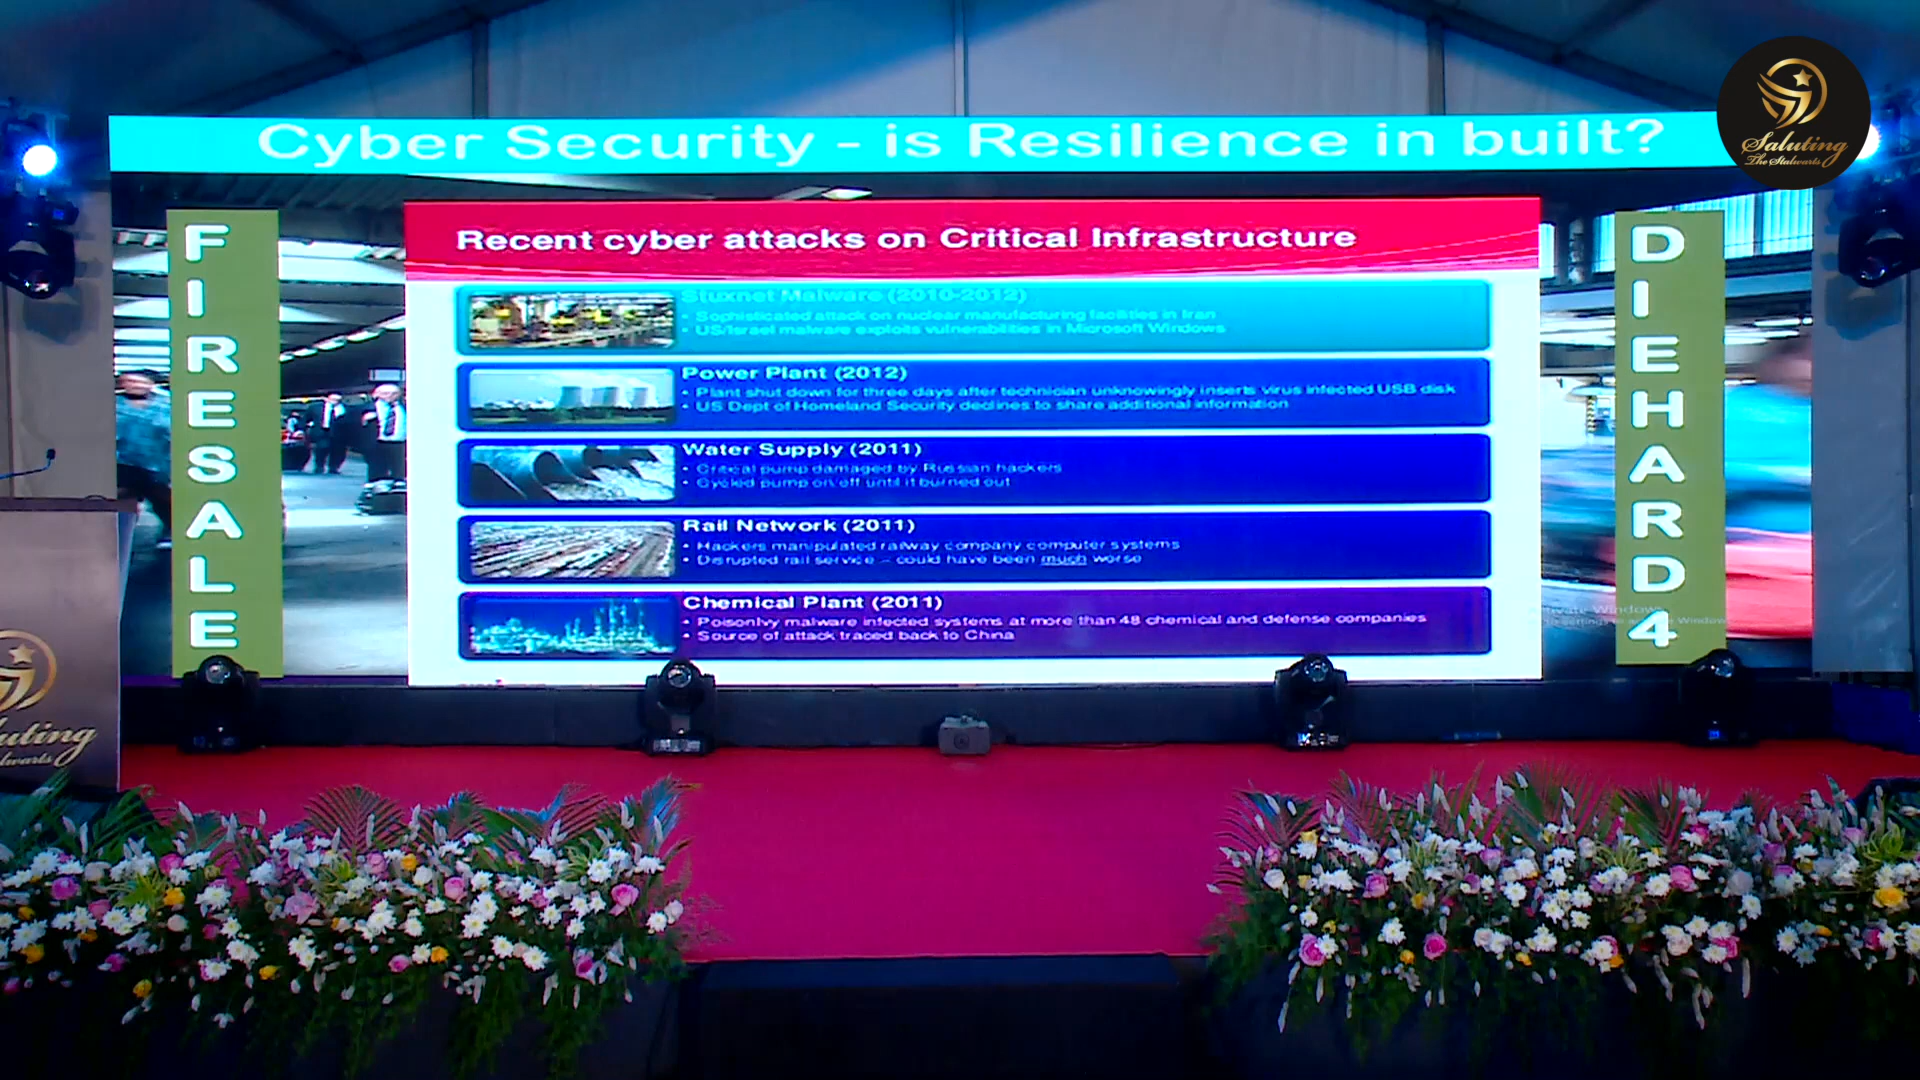 Cyber Security - is Resilience in built?
Saluting
The Stalwarts
FIRESALE
Recent cyber attacks on Critical Infrastructure
Stuxnet Malware (2010-2012)
• Sophisticated attack on nuclear manufacturing facilities in Iran
• US/Israel malware exploits vulnerabilities in Microsoft Windows
Power Plant (2012)
• Plant shut down for three days after technician unknowingly inserts virus infected USB disk
• US Dept of Homeland Security declines to share additional information
Water Supply (2011)
• Critical pump damaged by Russian hackers
• Cycled pump on/off until it burned out
Rail Network (2011)
• Hackers manipulated railway company computer systems
• Disrupted rail service – could have been much worse
Chemical Plant (2011)
• PoisonIvy malware infected systems at more than 48 chemical and defense companies
• Source of attack traced back to China
DIEHARD4
Windows
Windows
uting
lwarts